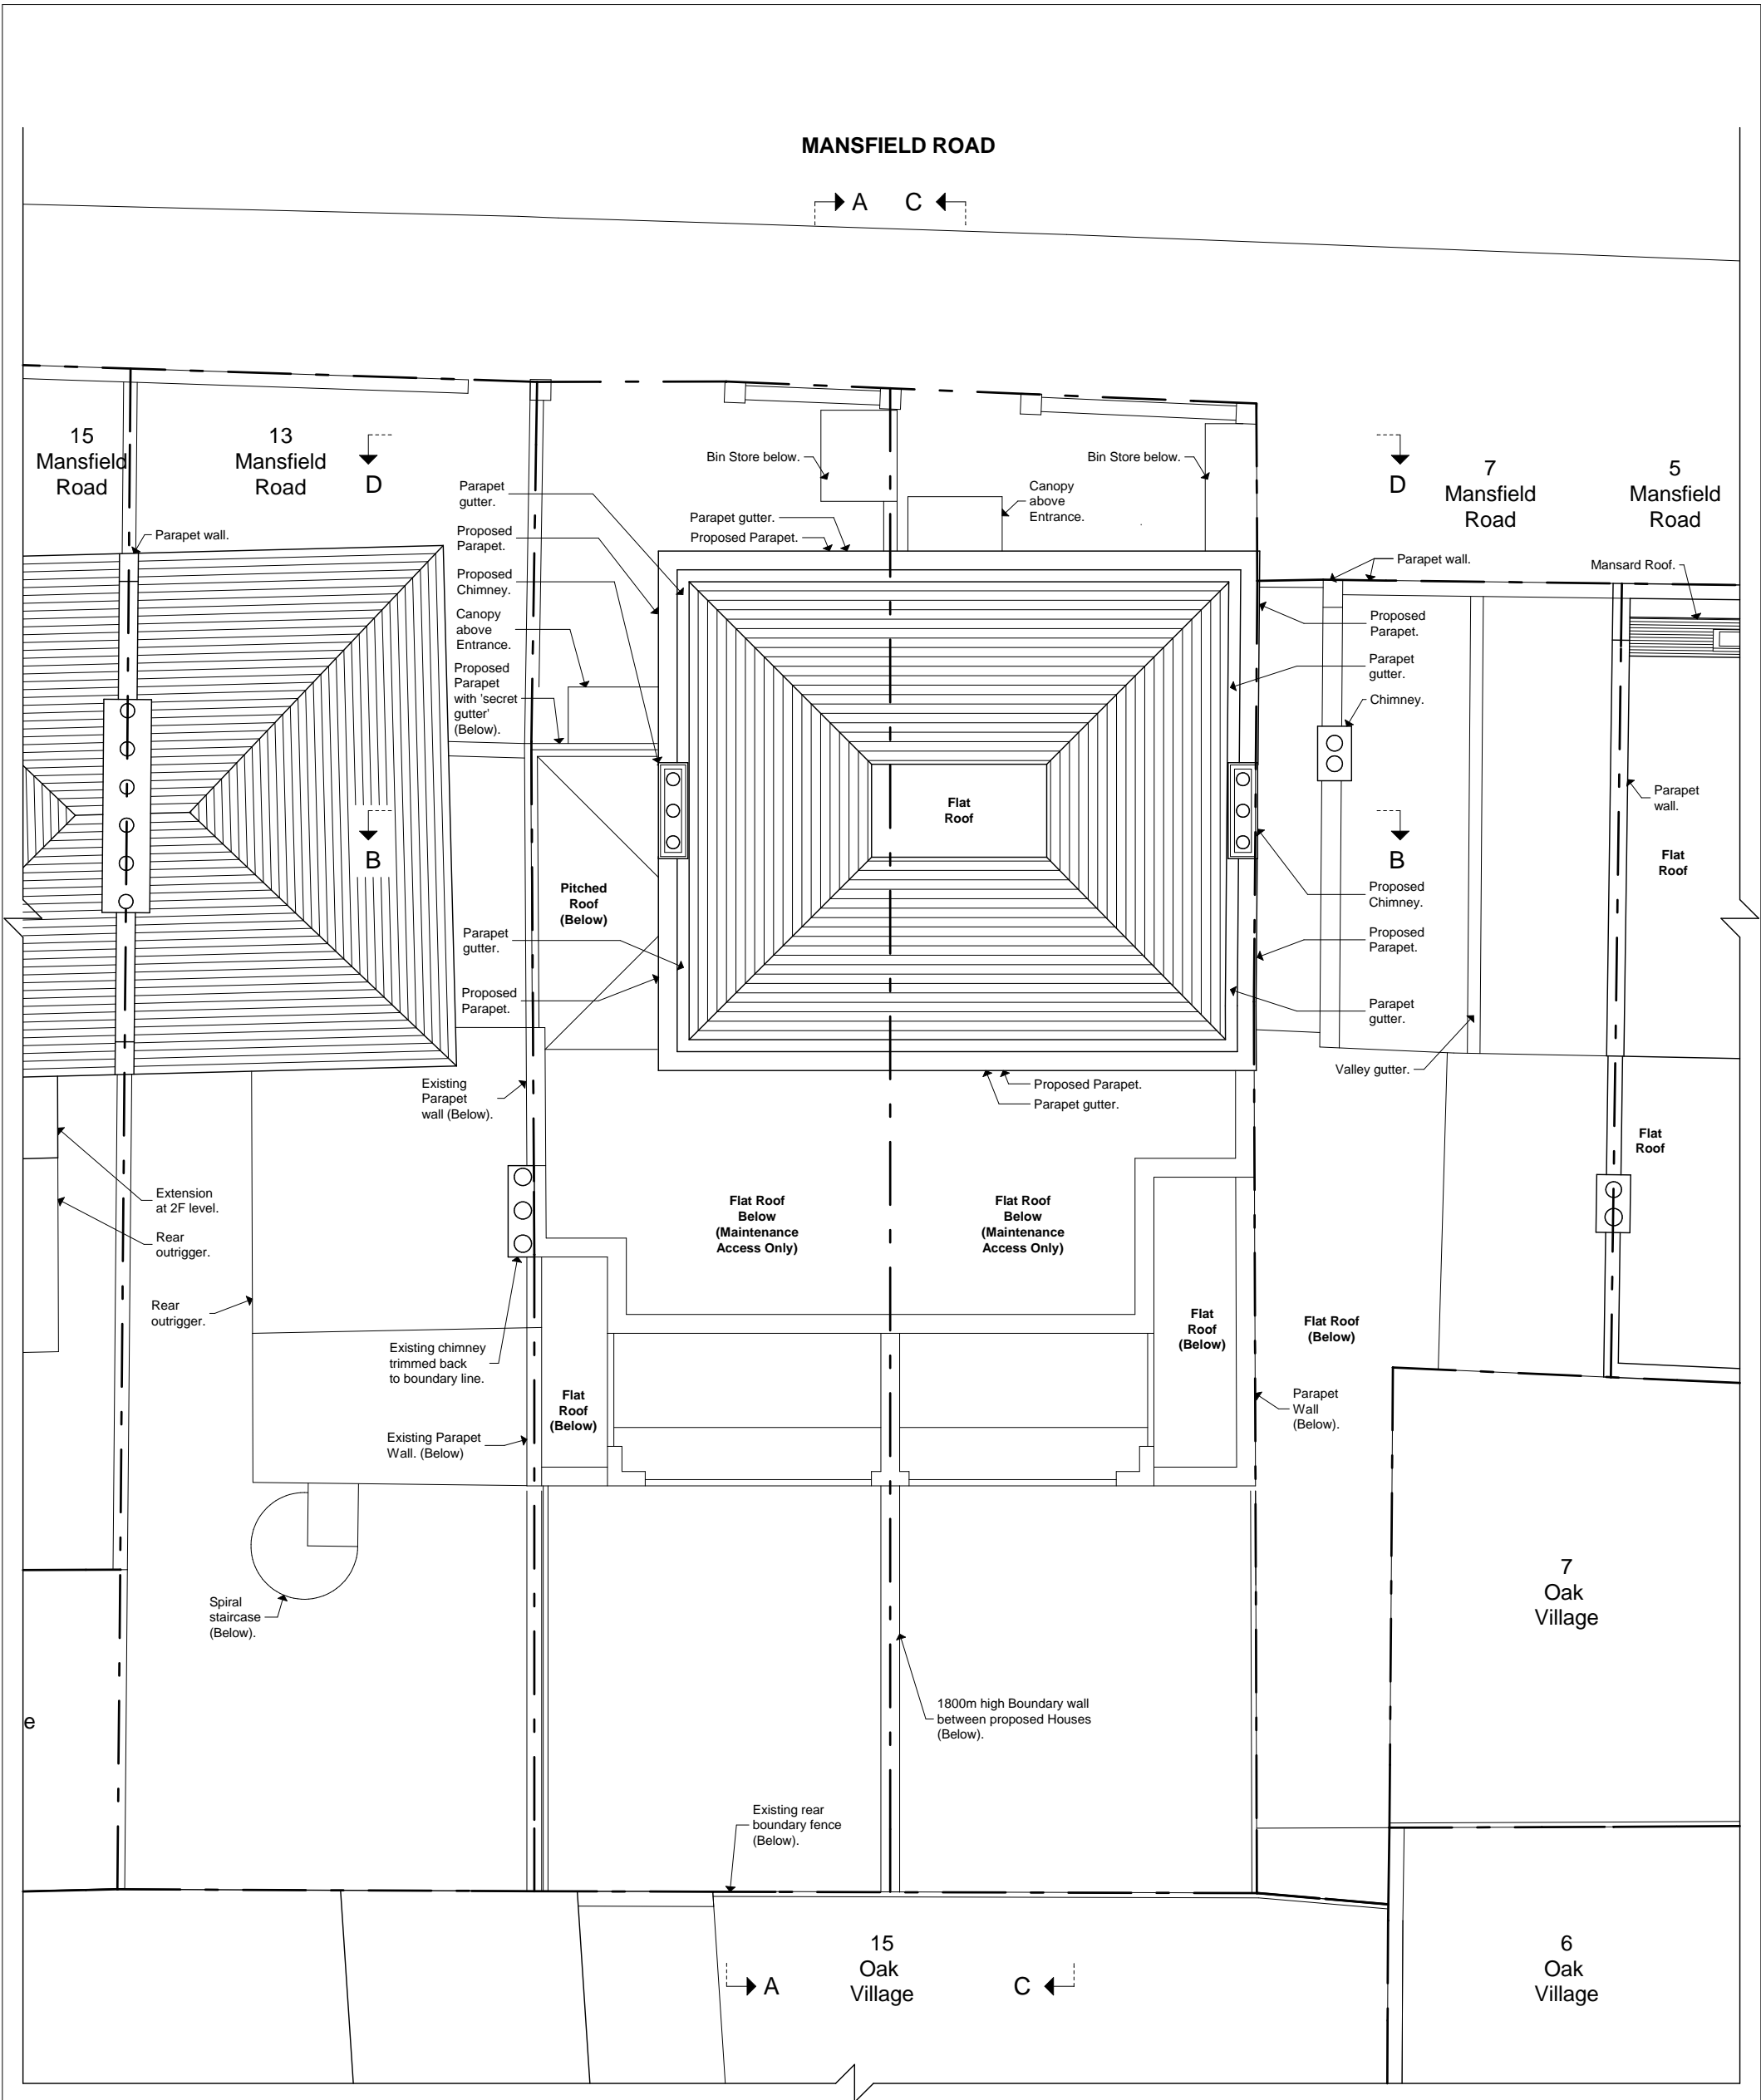 MANSFIELD ROAD
A
C
15
Mansfield
Road
13
Mansfield
Road
D
Bin Store below.
Bin Store below.
D
7
Mansfield
Road
5
Mansfield
Road
Parapet
gutter.
Canopy
above
Entrance.
Parapet gutter.
Proposed Parapet.
Parapet wall.
Proposed
Parapet.
Parapet wall.
Mansard Roof.
Proposed
Chimney.
Canopy
above
Entrance.
Proposed
Parapet.
Proposed
Parapet
with 'secret
gutter'
(Below).
Parapet
gutter.
Chimney.
Flat
Roof
Parapet
wall.
B
B
Flat
Roof
Pitched
Roof
(Below)
Proposed
Chimney.
Parapet
gutter.
Proposed
Parapet.
Proposed
Parapet.
Parapet
gutter.
Valley gutter.
Existing
Parapet
wall (Below).
Proposed Parapet.
Parapet gutter.
Flat
Roof
Extension
at 2F level.
Rear
outrigger.
Flat Roof
Below
(Maintenance
Access Only)
Flat Roof
Below
(Maintenance
Access Only)
Rear
outrigger.
Flat
Roof
(Below)
Flat Roof
(Below)
Existing chimney
trimmed back
to boundary line.
Flat
Roof
(Below)
Parapet
Wall
(Below).
Existing Parapet
Wall. (Below)
7
Oak
Village
Spiral
staircase
(Below).
e
1800m high Boundary wall
between proposed Houses
(Below).
Existing rear
boundary fence
(Below).
15
Oak
Village
6
Oak
Village
A
C